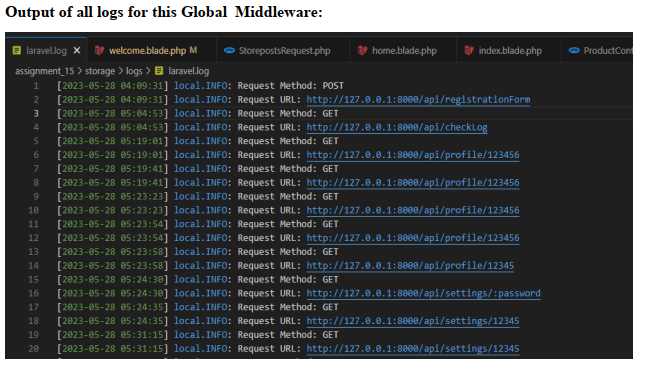 Output of all logs for this Global Middleware:
laravel.log X welcome.blade.php M StorepostsRequest.php home.blade.php index.blade.php ProductCont
assignment_15 > storage > logs > laravel.log
1 [2023-05-28 04:09:31] local.INFO: Request Method: POST
2 [2023-05-28 04:09:31] local.INFO: Request URL: http://127.0.0.1:8000/api/registrationForm
3 [2023-05-28 05:04:53] local.INFO: Request Method: GET
4 [2023-05-28 05:04:53] local.INFO: Request URL: http://127.0.0.1:8000/api/checkLog
5 [2023-05-28 05:19:01] local.INFO: Request Method: GET
6 [2023-05-28 05:19:01] local.INFO: Request URL: http://127.0.0.1:8000/api/profile/123456
7 [2023-05-28 05:19:41] local.INFO: Request Method: GET
8 [2023-05-28 05:19:41] local.INFO: Request URL: http://127.0.0.1:8000/api/profile/123456
9 [2023-05-28 05:23:23] local.INFO: Request Method: GET
10 [2023-05-28 05:23:23] local.INFO: Request URL: http://127.0.0.1:8000/api/profile/123456
11 [2023-05-28 05:23:54] local.INFO: Request Method: GET
12 [2023-05-28 05:23:54] local.INFO: Request URL: http://127.0.0.1:8000/api/profile/123456
13 [2023-05-28 05:23:58] local.INFO: Request Method: GET
14 [2023-05-28 05:23:58] local.INFO: Request URL: http://127.0.0.1:8000/api/profile/12345
15 [2023-05-28 05:24:30] local.INFO: Request Method: GET
16 [2023-05-28 05:24:30] local.INFO: Request URL: http://127.0.0.1:8000/api/settings/:password
17 [2023-05-28 05:24:35] local.INFO: Request Method: GET
18 [2023-05-28 05:24:35] local.INFO: Request URL: http://127.0.0.1:8000/api/settings/12345
19 [2023-05-28 05:31:15] local.INFO: Request Method: GET
20 [2023-05-28 05:31:15] local.INFO: Request URL: http://127.0.0.1:8000/api/settings/12345